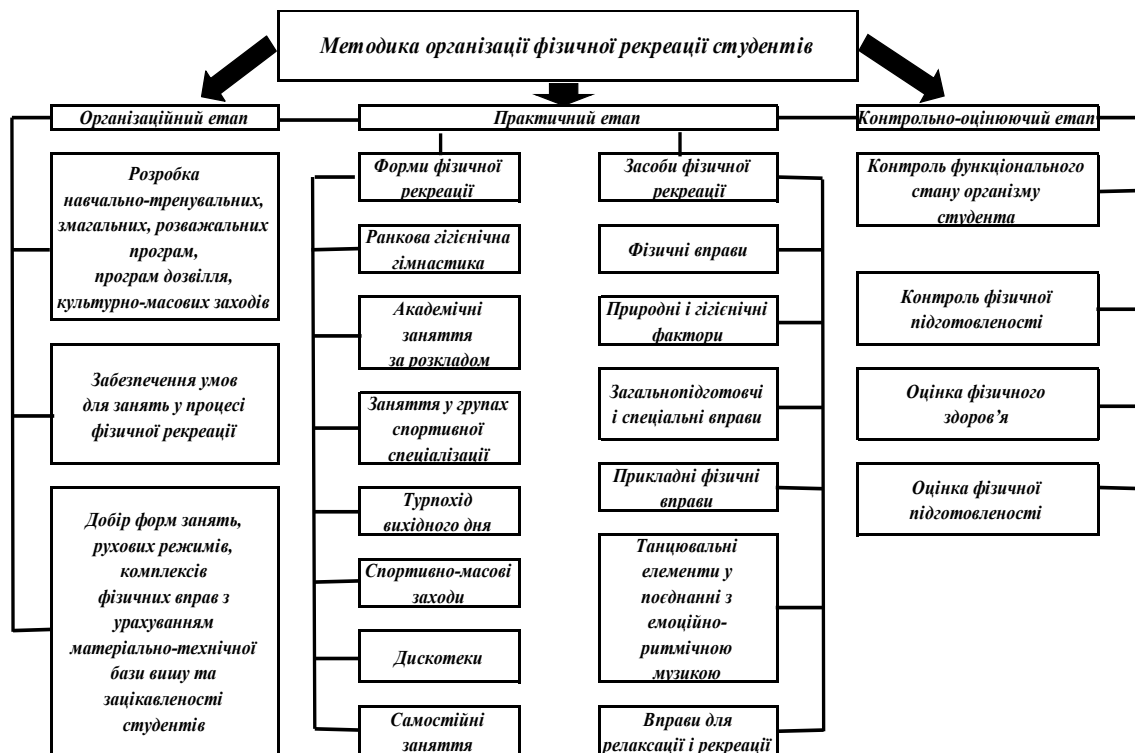 Методика організації фізичної рекреації студентів
Організаційний етап
Практичний етап
Контрольно-оцінюючий етап
Розробка
навчально-тренувальних,
змагальних, розважальних
програм,
програм дозвілля,
культурно-масових заходів
Забезпечення умов
для занять у процесі
фізичної рекреації
Добір форм занять,
рухових режимів,
комплексів
фізичних вправ з
урахуванням
матеріально-технічної
бази вишу та
зацікавленості
студентів
Форми фізичної
рекреації
Ранкова гігієнічна
гімнастика
Академічні
заняття
за розкладом
Заняття у групах
спортивної
спеціалізації
Турпохід
вихідного дня
Спортивно-масові
заходи
Дискотеки
Самостійні
заняття
Засоби фізичної
рекреації
Фізичні вправи
Природні і гігієнічні
фактори
Загальнопідготовчі
і спеціальні вправи
Прикладні фізичні
вправи
Танцювальні
елементи у
поєднанні з
емоційно-
ритмічною
музикою
Вправи для
релаксації і рекреації
Контроль функціонального
стану організму
студента
Контроль фізичної
підготовленості
Оцінка фізичного
здоров’я
Оцінка фізичної
підготовленості